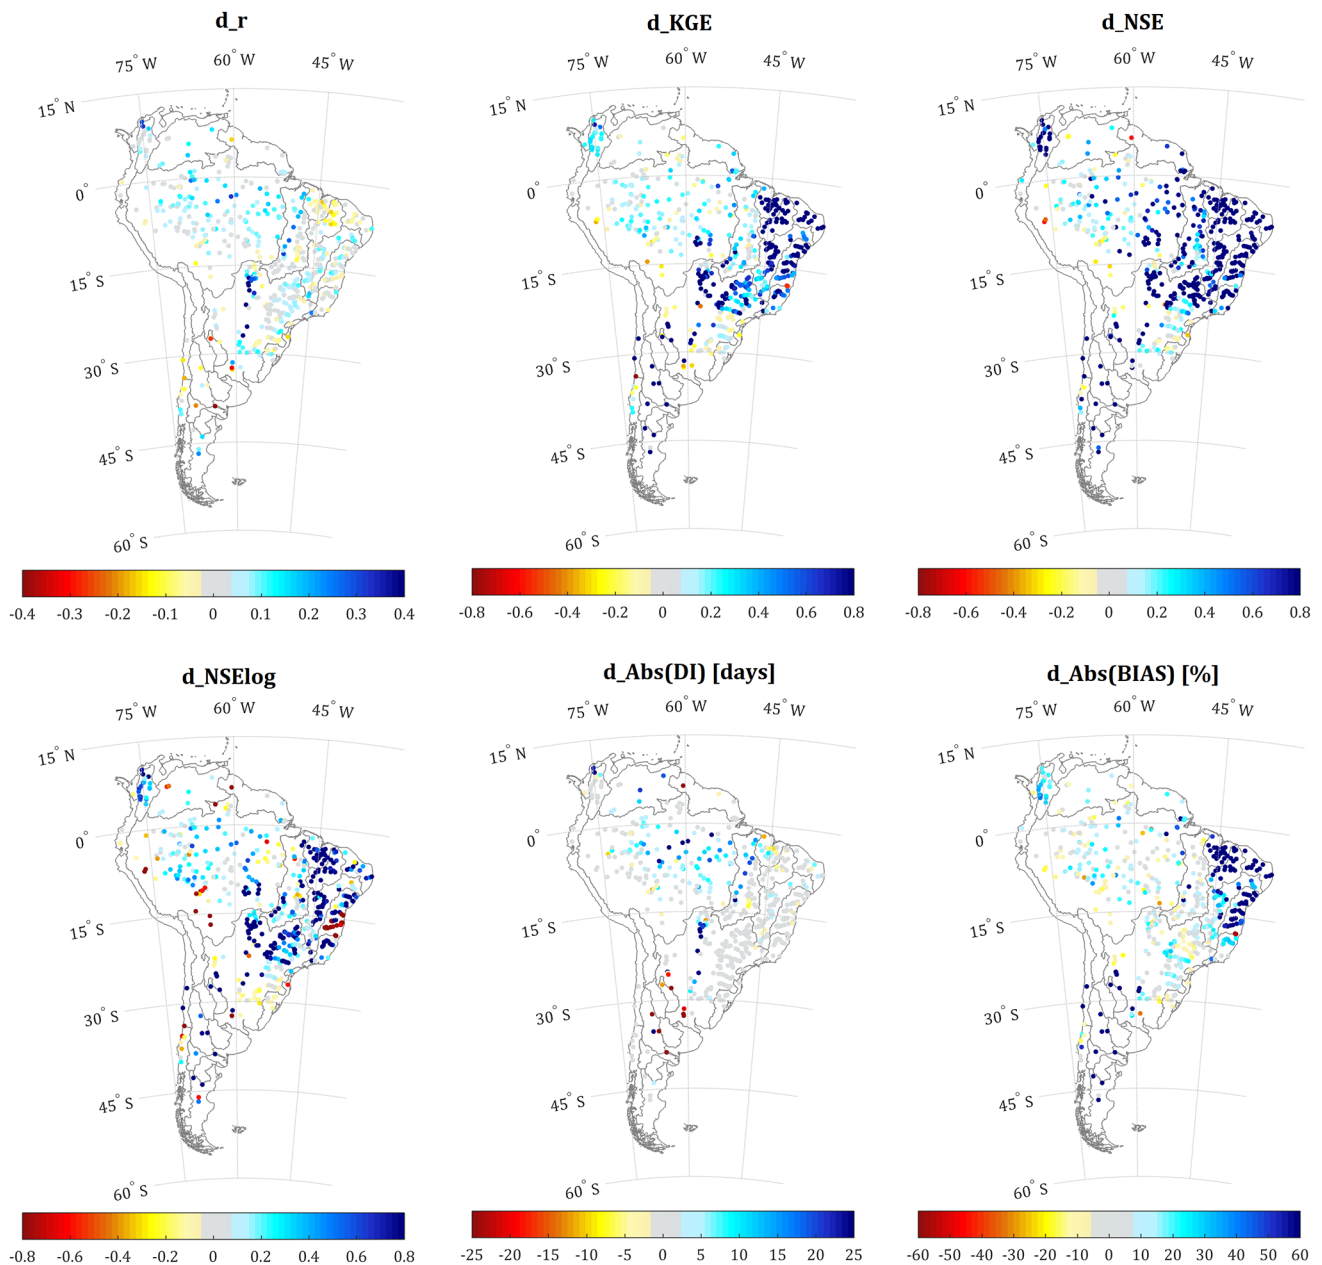 d_r
75° W 60° W 45° W
15° N
0°
15° S
30° S
45° S
60° S
-0.4 -0.3 -0.2 -0.1 0 0.1 0.2 0.3 0.4
d_KGE
75° W 60° W 45° W
15° N
0°
15° S
30° S
45° S
60° S
-0.8 -0.6 -0.4 -0.2 0 0.2 0.4 0.6 0.8
d_NSE
75° W 60° W 45° W
15° N
0°
15° S
30° S
45° S
60° S
-0.8 -0.6 -0.4 -0.2 0 0.2 0.4 0.6 0.8
d_NSElog
75° W 60° W 45° W
15° N
0°
15° S
30° S
45° S
60° S
-0.8 -0.6 -0.4 -0.2 0 0.2 0.4 0.6 0.8
d_Abs(DI) [days]
75° W 60° W 45° W
15° N
0°
15° S
30° S
45° S
60° S
-25 -20 -15 -10 -5 0 5 10 15 20 25
d_Abs(BIAS) [%]
75° W 60° W 45° W
15° N
0°
15° S
30° S
45° S
60° S
-60 -50 -40 -30 -20 -10 0 10 20 30 40 50 60